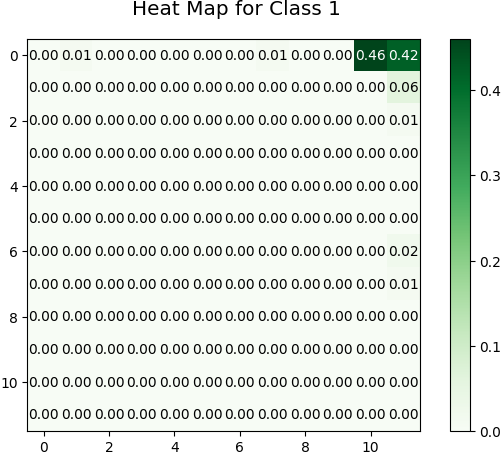 Heat Map for Class 1
0 0.00 0.01 0.00 0.00 0.00 0.00 0.00 0.01 0.00 0.00 0.46 0.42
0.00 0.00 0.00 0.00 0.00 0.00 0.00 0.00 0.00 0.00 0.00 0.06 0.4
2 0.00 0.00 0.00 0.00 0.00 0.00 0.00 0.00 0.00 0.00 0.00 0.01
0.00 0.00 0.00 0.00 0.00 0.00 0.00 0.00 0.00 0.00 0.00 0.00
0.3
4 0.00 0.00 0.00 0.00 0.00 0.00 0.00 0.00 0.00 0.00 0.00 0.00
0.00 0.00 0.00 0.00 0.00 0.00 0.00 0.00 0.00 0.00 0.00 0.00
6 0.00 0.00 0.00 0.00 0.00 0.00 0.00 0.00 0.00 0.00 0.00 0.02
0.2
0.00 0.00 0.00 0.00 0.00 0.00 0.00 0.00 0.00 0.00 0.00 0.01
8 0.00 0.00 0.00 0.00 0.00 0.00 0.00 0.00 0.00 0.00 0.00 0.00
0.00 0.00 0.00 0.00 0.00 0.00 0.00 0.00 0.00 0.00 0.00 0.00 0.1
10 0.00 0.00 0.00 0.00 0.00 0.00 0.00 0.00 0.00 0.00 0.00 0.00
0.00 0.00 0.00 0.00 0.00 0.00 0.00 0.00 0.00 0.00 0.00 0.00
0.0
0 2 4 6 8 10